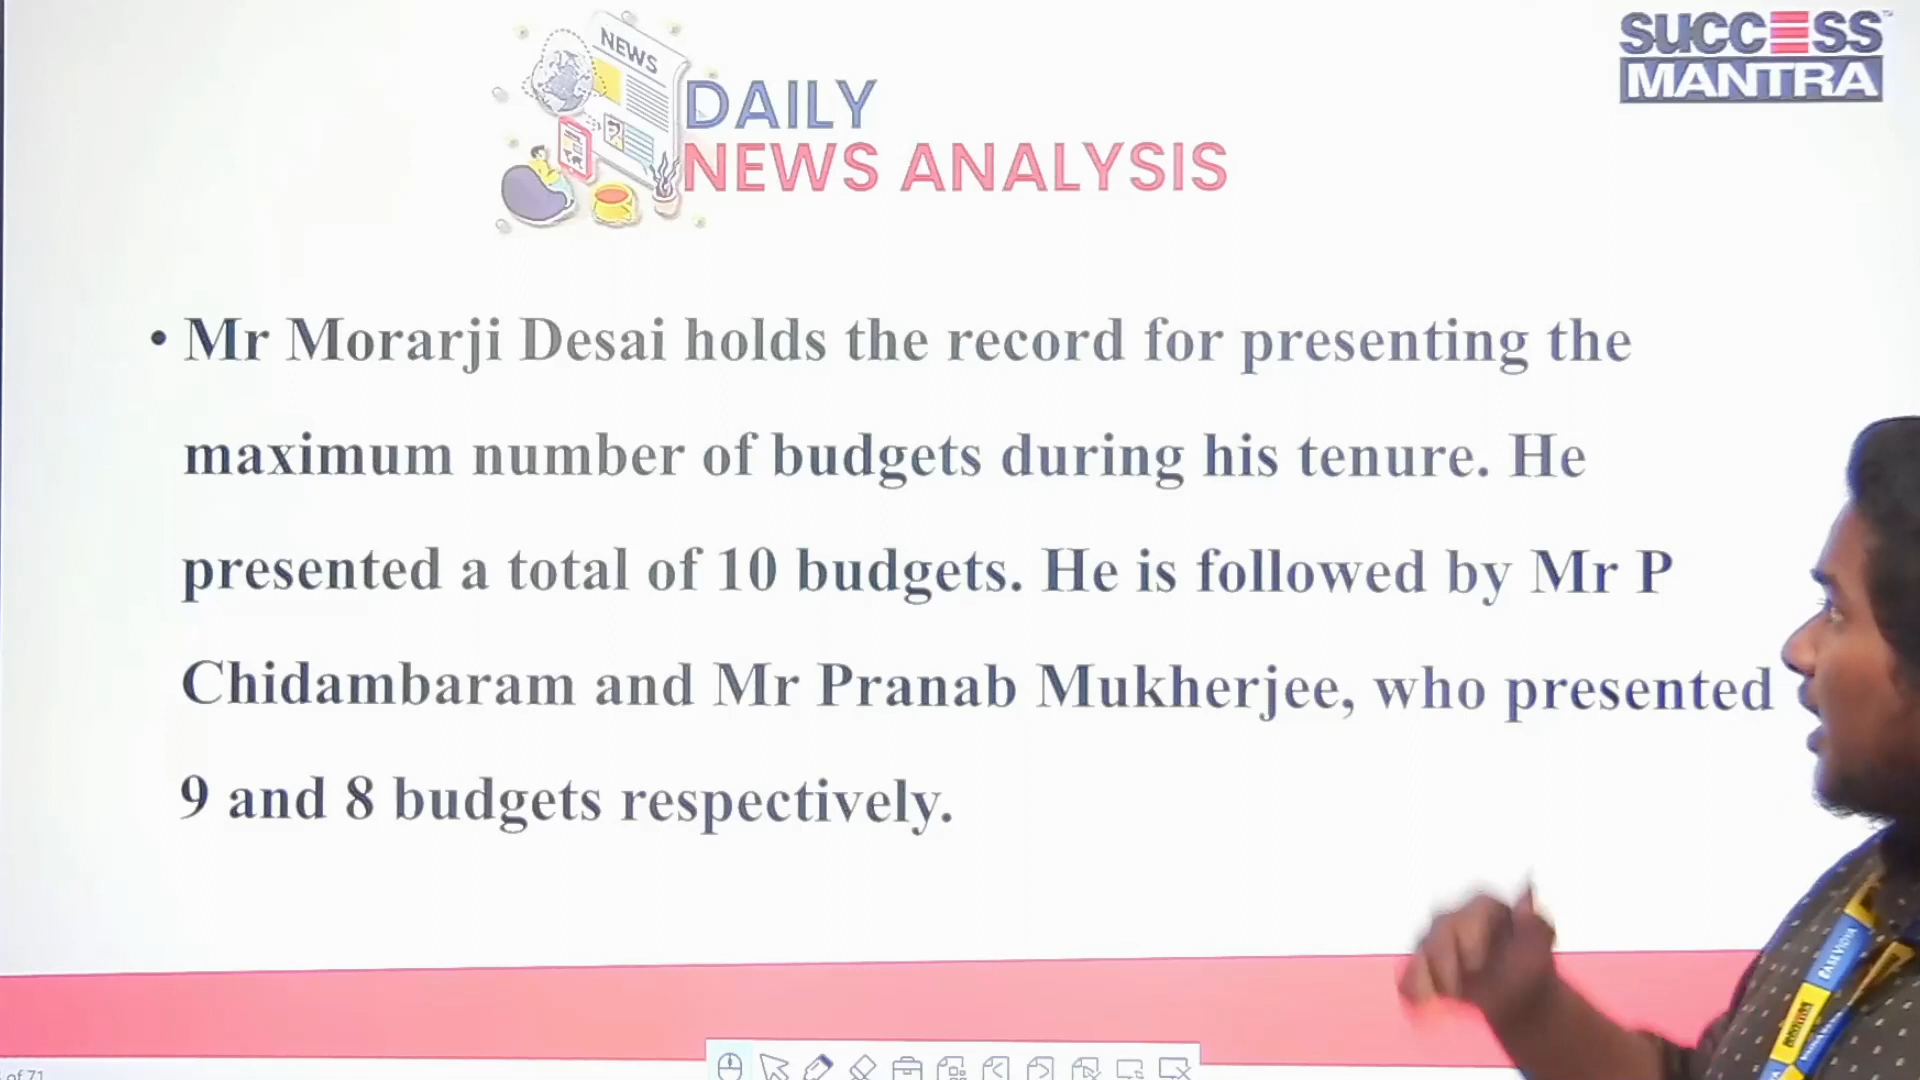 NEWS
DAILY
NEWS ANALYSIS
SUCCESS
MANTRA
• Mr Morarji Desai holds the record for presenting the
maximum number of budgets during his tenure. He
presented a total of 10 budgets. He is followed by Mr P
Chidambaram and Mr Pranab Mukherjee, who presented
9 and 8 budgets respectively.
of 71